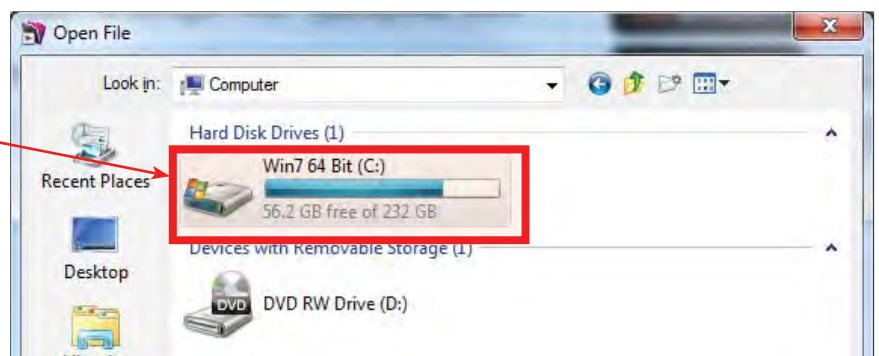 Open File
Look in:
Computer
Hard Disk Drives (1)
Recent Places
Win7 64 Bit (C:)
56.2 GB free of 232 GB
Devices with Removable Storage (1)
Desktop
DVD
DVD RW Drive (D:)